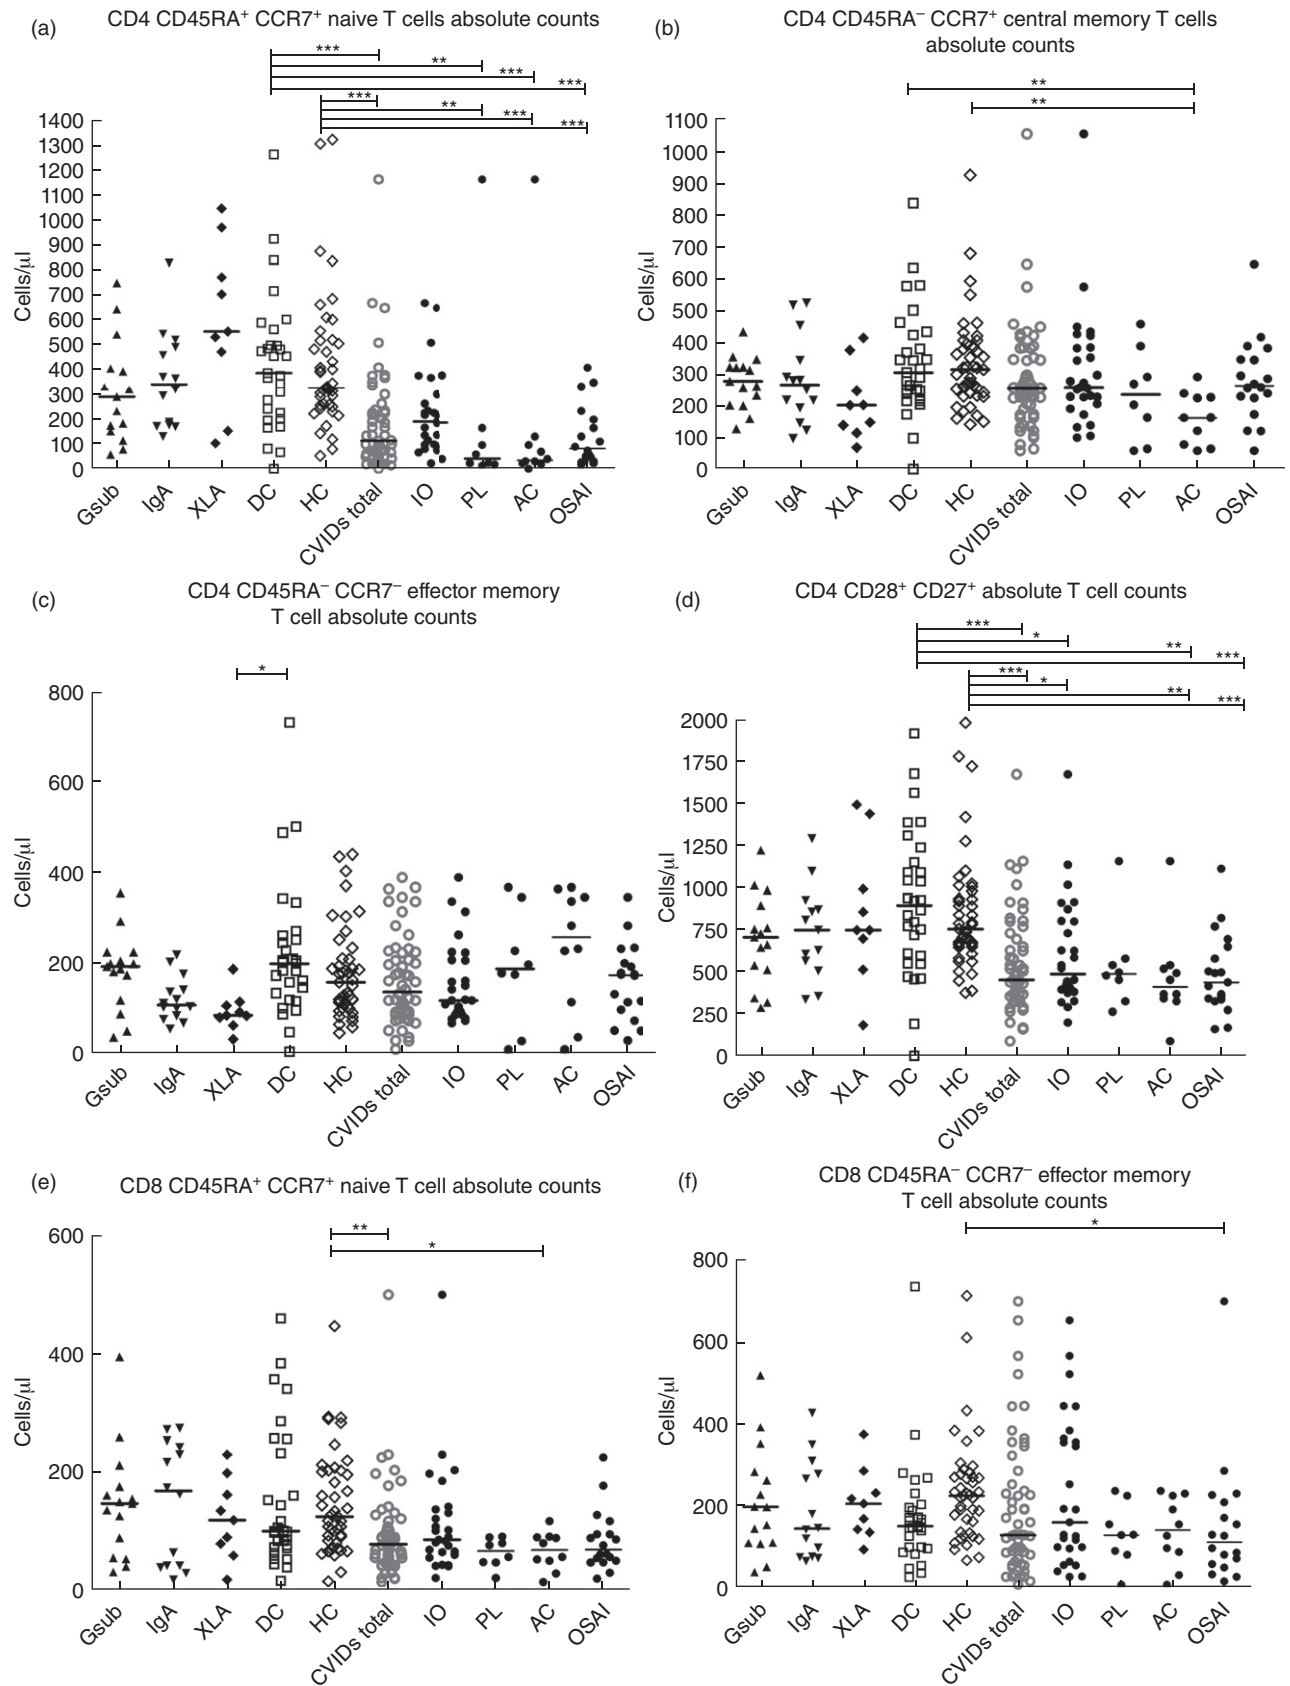 (a)
CD4 CD45RA⁺ CCR7⁺ naive T cells absolute counts
***
**
***
***
***
**
***
***
Cells/µl
1400
1300
1200
1100
1000
900
800
700
600
500
400
300
200
100
0
Gsub IgA XLA DC HC CVIDs total IO PL AC OSAI
(b)
CD4 CD45RA⁻ CCR7⁺ central memory T cells
absolute counts
**
**
Cells/µl
1100
1000
900
800
700
600
500
400
300
200
100
0
Gsub IgA XLA DC HC CVIDs total IO PL AC OSAI
(c)
CD4 CD45RA⁻ CCR7⁻ effector memory
T cell absolute counts
*
Cells/µl
800
600
400
200
0
Gsub IgA XLA DC HC CVIDs total IO PL AC OSAI
(d)
CD4 CD28⁺ CD27⁺ absolute T cell counts
***
*
**
***
***
*
**
***
Cells/µl
2000
1750
1500
1250
1000
750
500
250
0
Gsub IgA XLA DC HC CVIDs total IO PL AC OSAI
(e)
CD8 CD45RA⁺ CCR7⁺ naive T cell absolute counts
**
*
Cells/µl
600
400
200
0
Gsub IgA XLA DC HC CVIDs total IO PL AC OSAI
(f)
CD8 CD45RA⁻ CCR7⁻ effector memory
T cell absolute counts
*
Cells/µl
800
600
400
200
0
Gsub IgA XLA DC HC CVIDs total IO PL AC OSAI